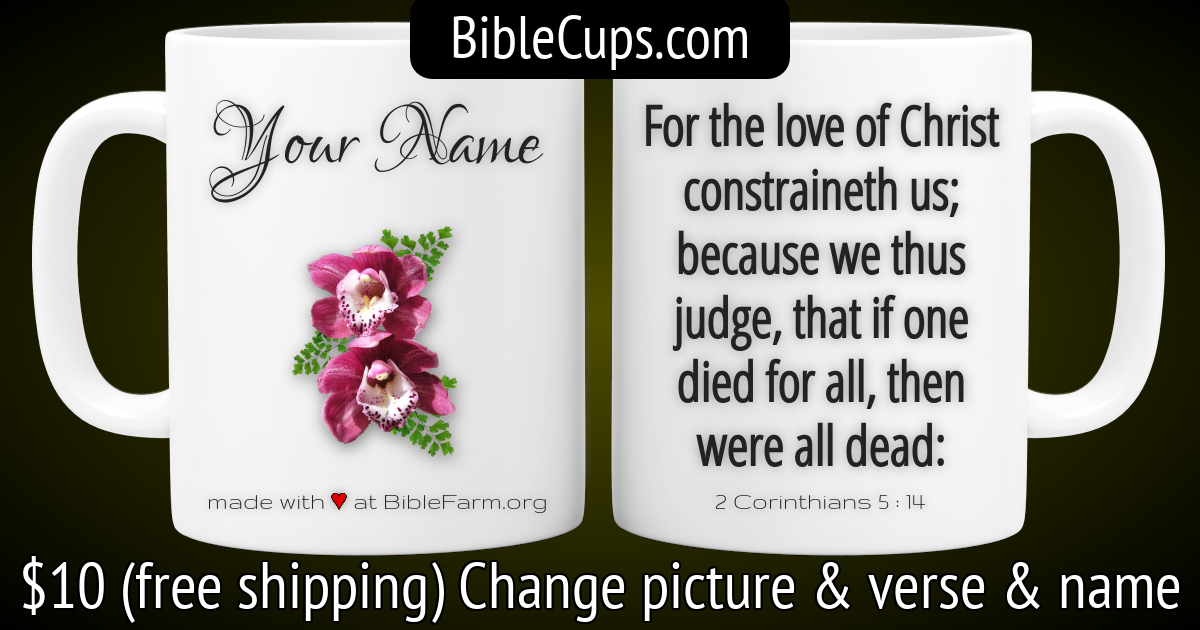 BibleCups.com
Your Name
made with ♥ at BibleFarm.org
For the love of Christ
constraineth us;
because we thus
judge, that if one
died for all, then
were all dead:
2 Corinthians 5 : 14
$10 (free shipping) Change picture & verse & name